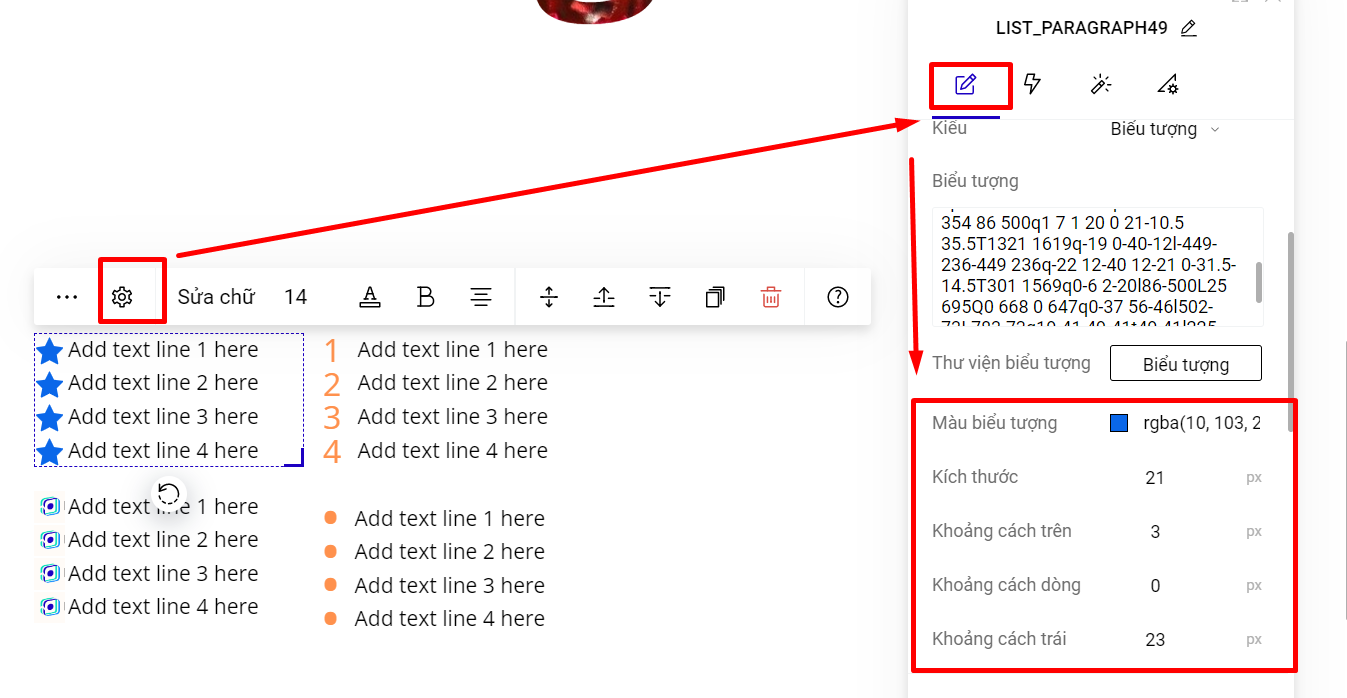 LIST_PARAGRAPH49
Kiểu Biểu tượng
Biểu tượng
354 86 500q1 7 1 20 0 21-10.5
35.5T1321 1619q-19 0-40-12l-449-
236-449 236q-22 12-40 12-21 0-31.5-
14.5T301 1569q0-6 2-20l86-500L25
695Q0 668 0 647q0-37 56-46l502-
Thư viện biểu tượng Biểu tượng
Màu biểu tượng rgba(10, 103, 2
Kích thước 21 px
Khoảng cách trên 3 px
Khoảng cách dòng 0 px
Khoảng cách trái 23 px
Sửa chữ 14 A B
Add text line 1 here
Add text line 2 here
Add text line 3 here
Add text line 4 here
1 Add text line 1 here
2 Add text line 2 here
3 Add text line 3 here
4 Add text line 4 here
Add text line 1 here
Add text line 2 here
Add text line 3 here
Add text line 4 here
Add text line 1 here
Add text line 2 here
Add text line 3 here
Add text line 4 here